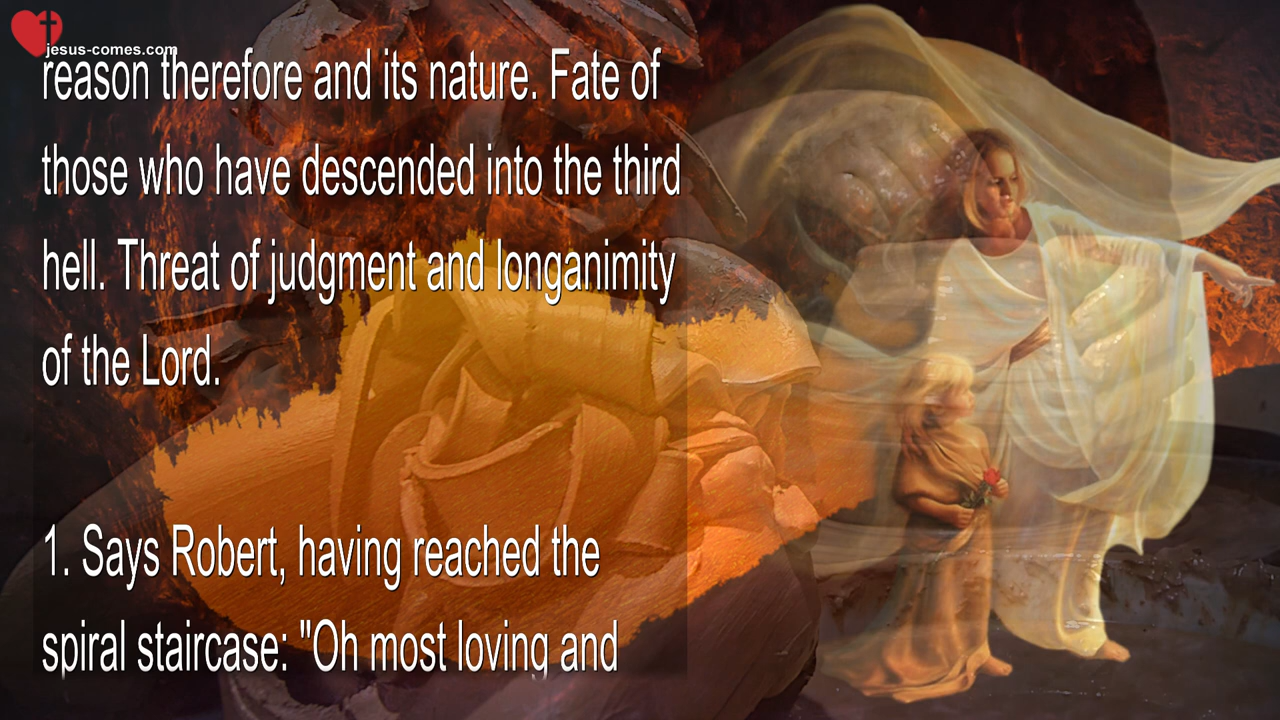 jesus-comes.com
reason therefore and its nature. Fate of
those who have descended into the third
hell. Threat of judgment and longanimity
of the Lord.
1. Says Robert, having reached the
spiral staircase: "Oh most loving and